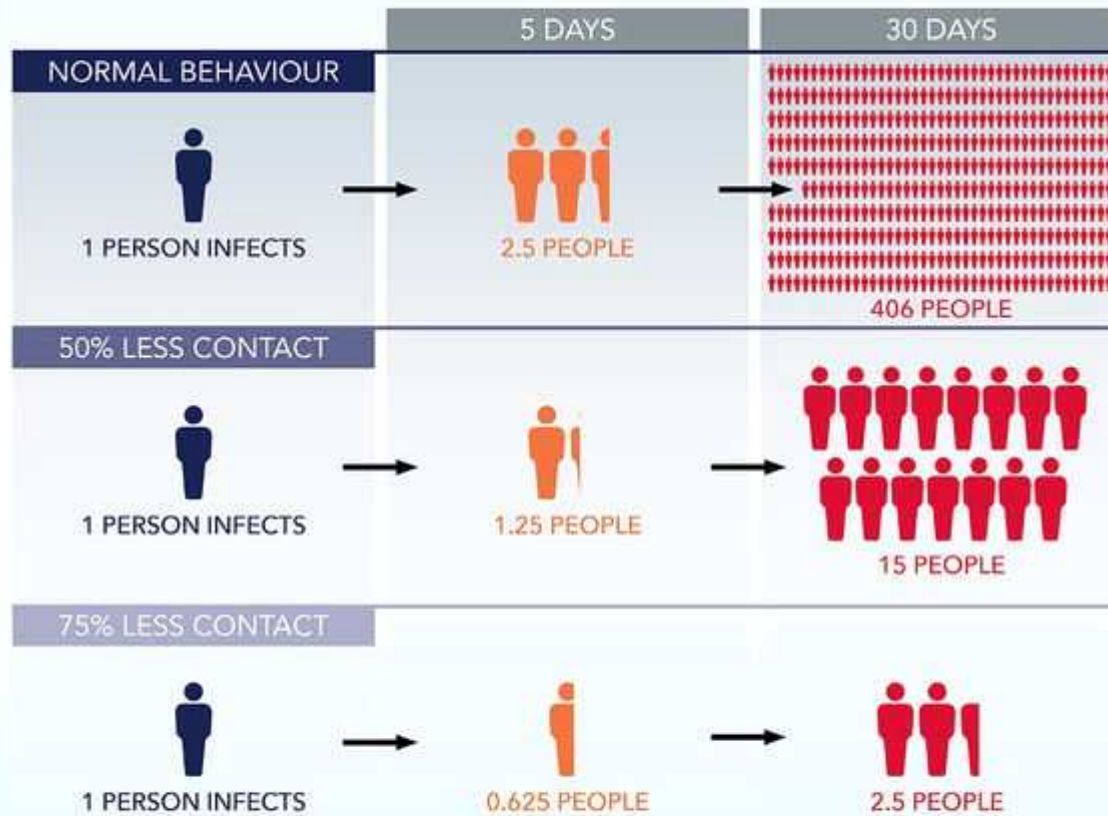 5 DAYS
30 DAYS
NORMAL BEHAVIOUR
1 PERSON INFECTS
2.5 PEOPLE
406 PEOPLE
50% LESS CONTACT
1 PERSON INFECTS
1.25 PEOPLE
15 PEOPLE
75% LESS CONTACT
1 PERSON INFECTS
0.625 PEOPLE
2.5 PEOPLE